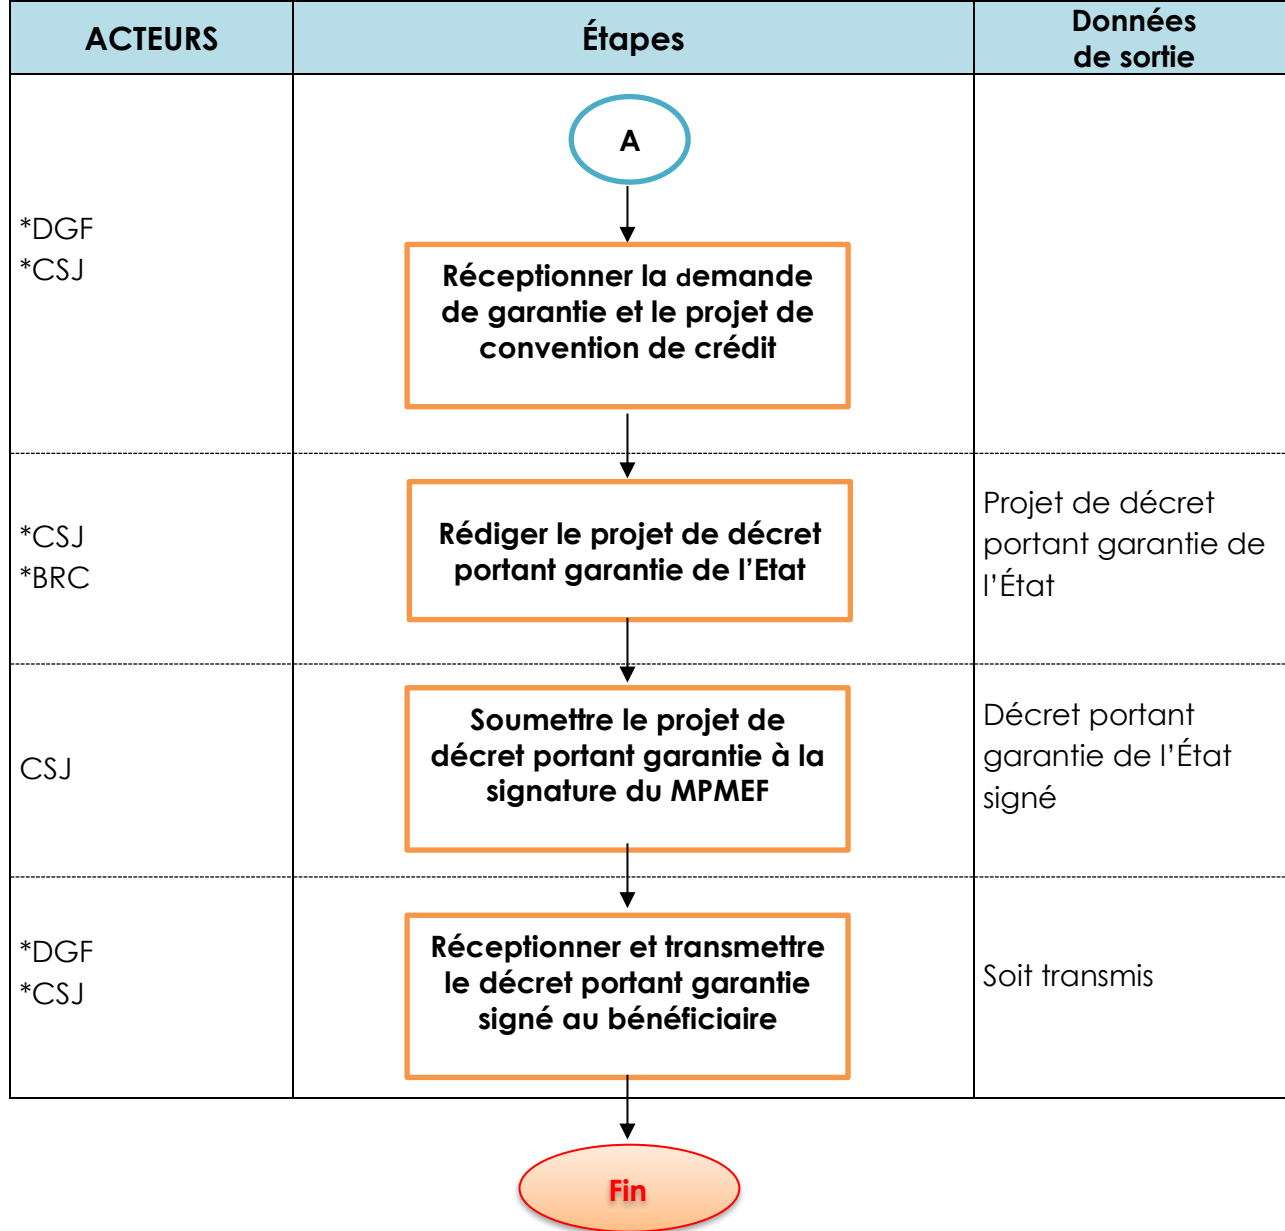 ACTEURS
Étapes
Données
de sortie
A
*DGF
*CSJ
Réceptionner la demande
de garantie et le projet de
convention de crédit
*CSJ
*BRC
Rédiger le projet de décret
portant garantie de l’Etat
Projet de décret
portant garantie de
l’État
CSJ
Soumettre le projet de
décret portant garantie à la
signature du MPMEF
Décret portant
garantie de l’État
signé
*DGF
*CSJ
Réceptionner et transmettre
le décret portant garantie
signé au bénéficiaire
Soit transmis
Fin